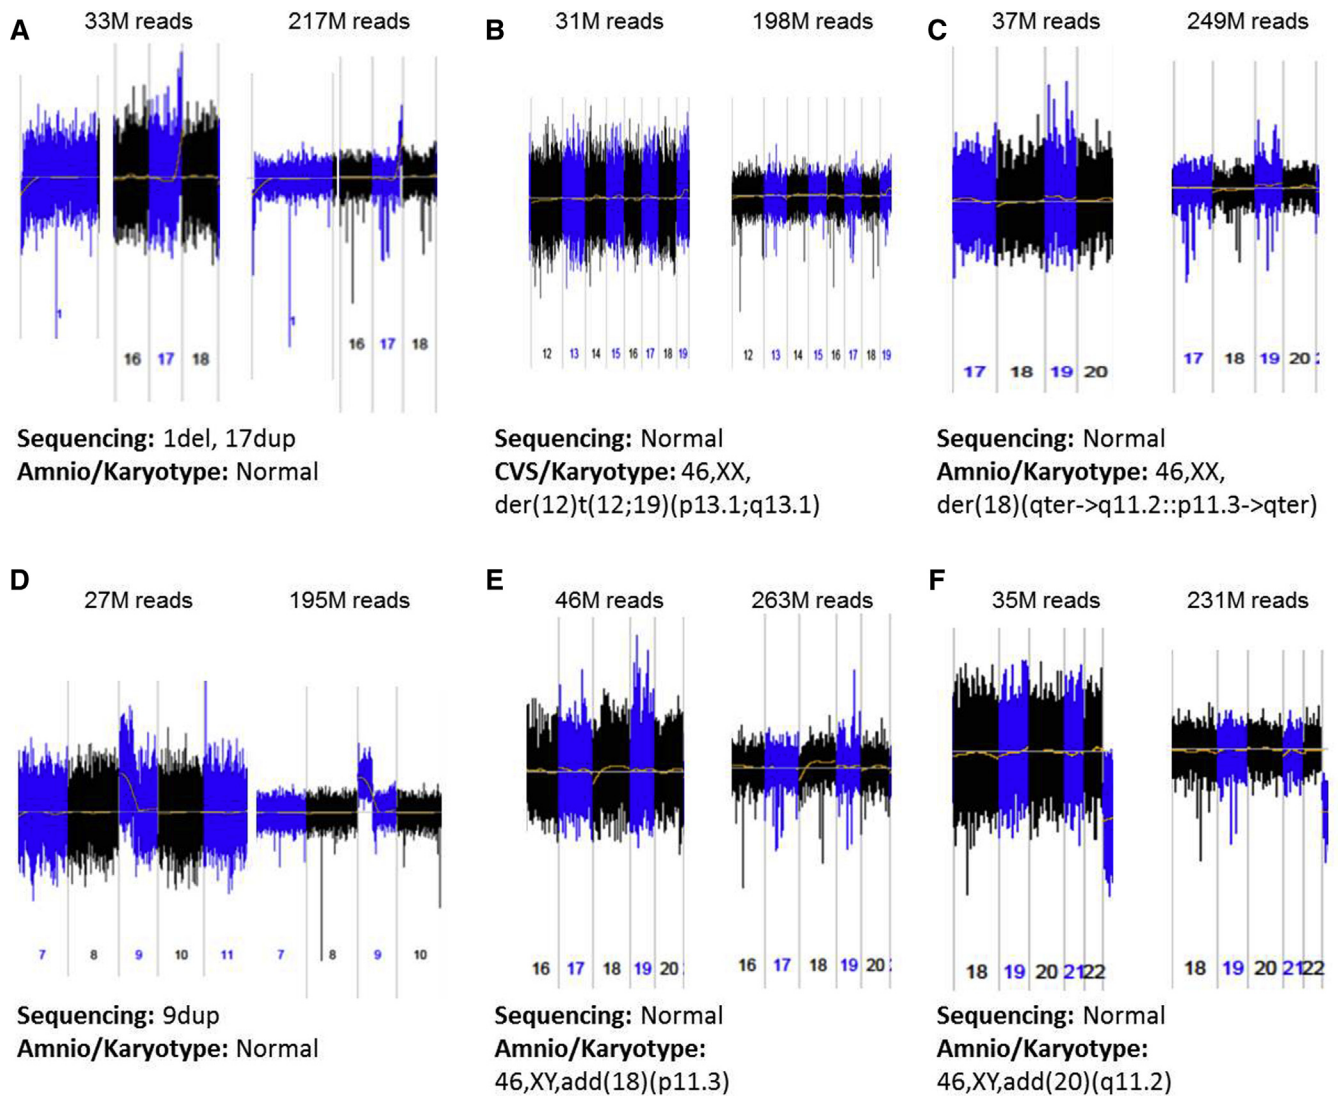 A
33M reads
217M reads
1
16 17 18
1
16 17 18
Sequencing: 1del, 17dup
Amnio/Karyotype: Normal
B
31M reads
198M reads
12 13 14 15 16 17 18 19
12 13 14 15 16 17 18 19
Sequencing: Normal
CVS/Karyotype: 46,XX,
der(12)t(12;19)(p13.1;q13.1)
C
37M reads
249M reads
17 18 19 20
17 18 19 20
Sequencing: Normal
Amnio/Karyotype: 46,XX,
der(18)(qter->q11.2::p11.3->qter)
D
27M reads
195M reads
7 8 9 10 11
7 8 9 10
Sequencing: 9dup
Amnio/Karyotype: Normal
E
46M reads
263M reads
16 17 18 19 20
16 17 18 19 20
Sequencing: Normal
Amnio/Karyotype:
46,XY,add(18)(p11.3)
F
35M reads
231M reads
18 19 20 21 22
18 19 20 21 22
Sequencing: Normal
Amnio/Karyotype:
46,XY,add(20)(q11.2)